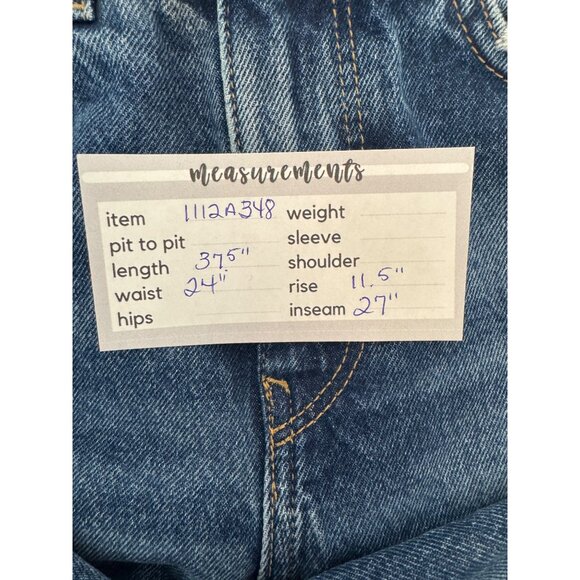 measurements
item 1112A348 weight
pit to pit sleeve
length 37.5" shoulder
waist 24" rise 11.5"
hips inseam 27"